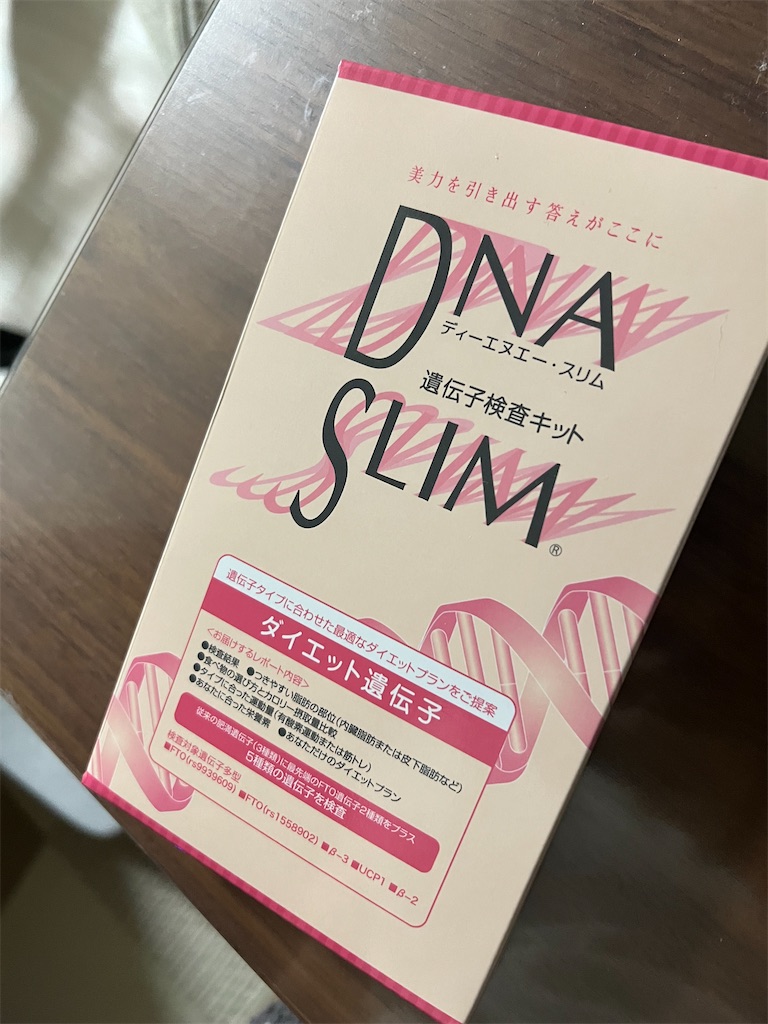 美力を引き出す答えがここに
DNA
ディーエヌエー・スリム
遺伝子検査キット
SLIM®
遺伝子タイプに合わせた最適なダイエットプランをご提案
ダイエット遺伝子
<お届けするレポート内容>
●検査結果 ●つきやすい脂肪の部位(内臓脂肪または皮下脂肪など)
●食べ物の選び方とカロリー摂取量比較
●タイプに合った運動量(有酸素運動または筋トレ)
●あなたに合った栄養素 ●あなただけのダイエットプラン
従来の肥満遺伝子(3種類)に最先端のFTO遺伝子2種類をプラス
5種類の遺伝子を検査
検査対象遺伝子多型
■FTO(rs9939609) ■FTO(rs1558902) ■β-3 ■UCP1 ■β-2